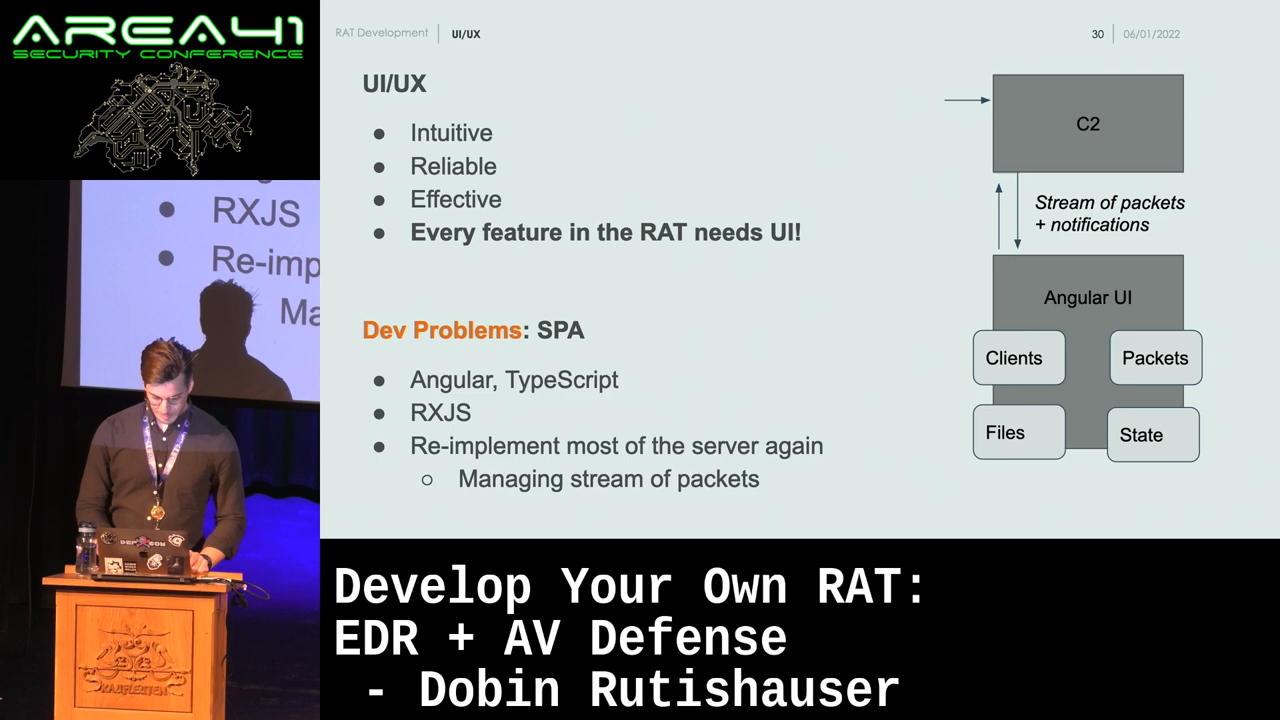 AREA41
SECURITY CONFERENCE
RAT Development
UI/UX
30
06/01/2022
UI/UX
● Intuitive
● Reliable
● Effective
● Every feature in the RAT needs UI!
Dev Problems: SPA
● Angular, TypeScript
● RXJS
● Re-implement most of the server again
○ Managing stream of packets
C2
Stream of packets
+ notifications
Angular UI
Clients
Packets
Files
State
● RXJS
● Re-imp
Ma
KAUFLEUTEN
Develop Your Own RAT:
EDR + AV Defense
- Dobin Rutishauser